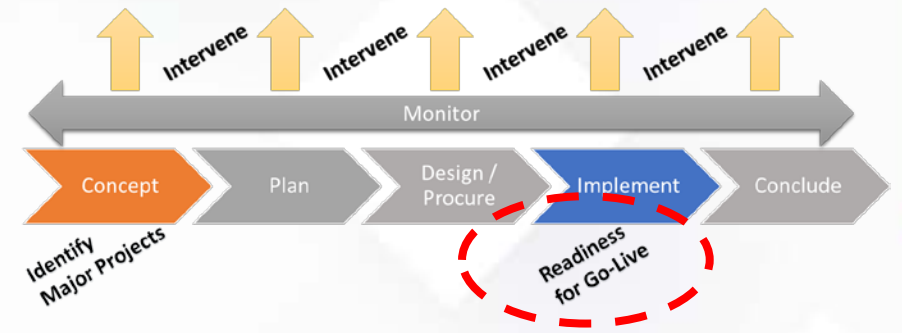 Intervene
Intervene
Intervene
Intervene
Monitor
Concept
Plan
Design /
Procure
Implement
Conclude
Identify
Major Projects
Readiness
for Go-Live